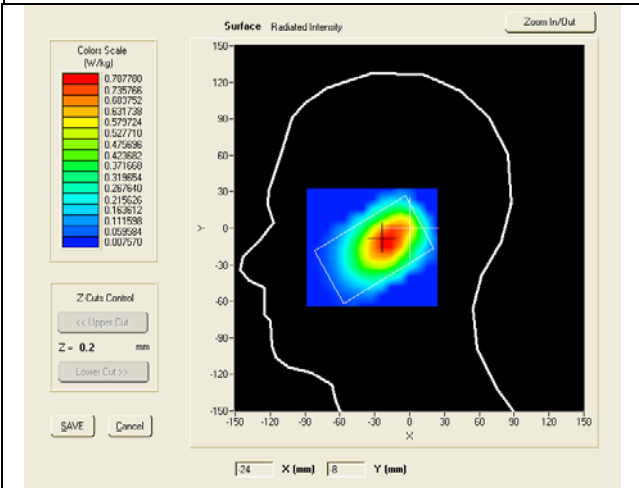 Surface Radiated Intensity
Zoom In/Out
Colors Scale
(W/kg)
0.787780
0.735766
0.683752
0.631738
0.579724
0.527710
0.475696
0.423682
0.371668
0.319654
0.267640
0.215626
0.163612
0.111598
0.059584
0.007570
Z-Cuts Control
<< Upper Cut
Z = 0.2 mm
Lower Cut >>
SAVE Cancel
150
120
90
60
30
0
-30
-60
-90
-120
-150
Y
-150 -120 -90 -60 -30 0 30 60 90 120 150
X
-24 X (mm) -8 Y (mm)